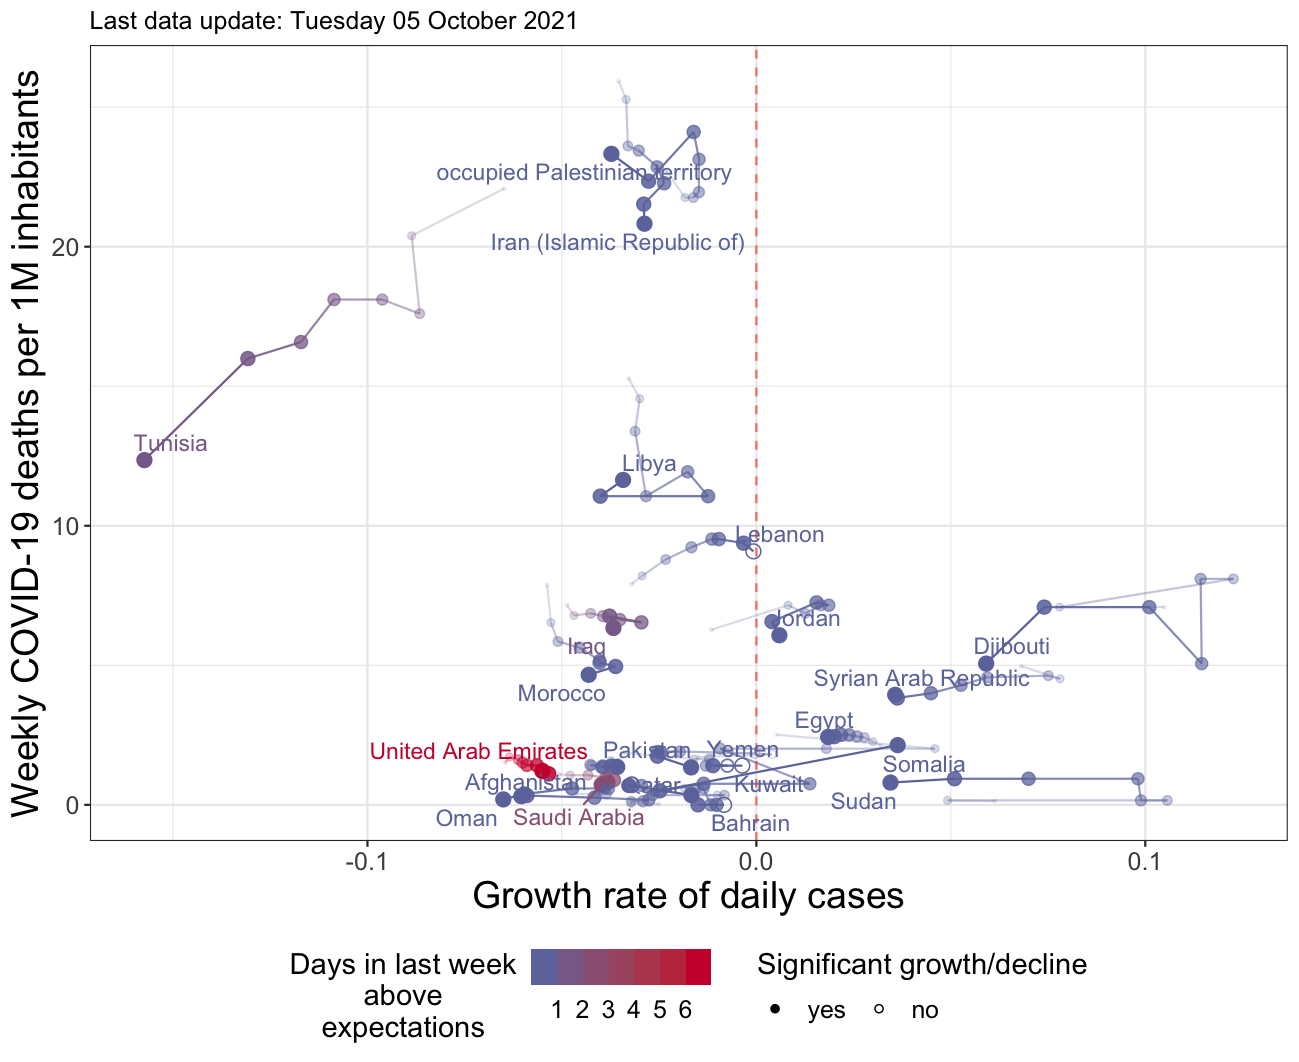 Last data update: Tuesday 05 October 2021
Weekly COVID-19 deaths per 1M inhabitants
20
10
0
occupied Palestinian territory
Iran (Islamic Republic of)
Tunisia
Libya
Lebanon
Jordan
Iraq
Djibouti
Morocco
Syrian Arab Republic
Egypt
United Arab Emirates
Pakistan
Yemen
Somalia
Afghanistan
Qatar
Kuwait
Sudan
Oman
Saudi Arabia
Bahrain
-0.1
0.0
0.1
Growth rate of daily cases
Days in last week
above
expectations
1 2 3 4 5 6
Significant growth/decline
yes
no